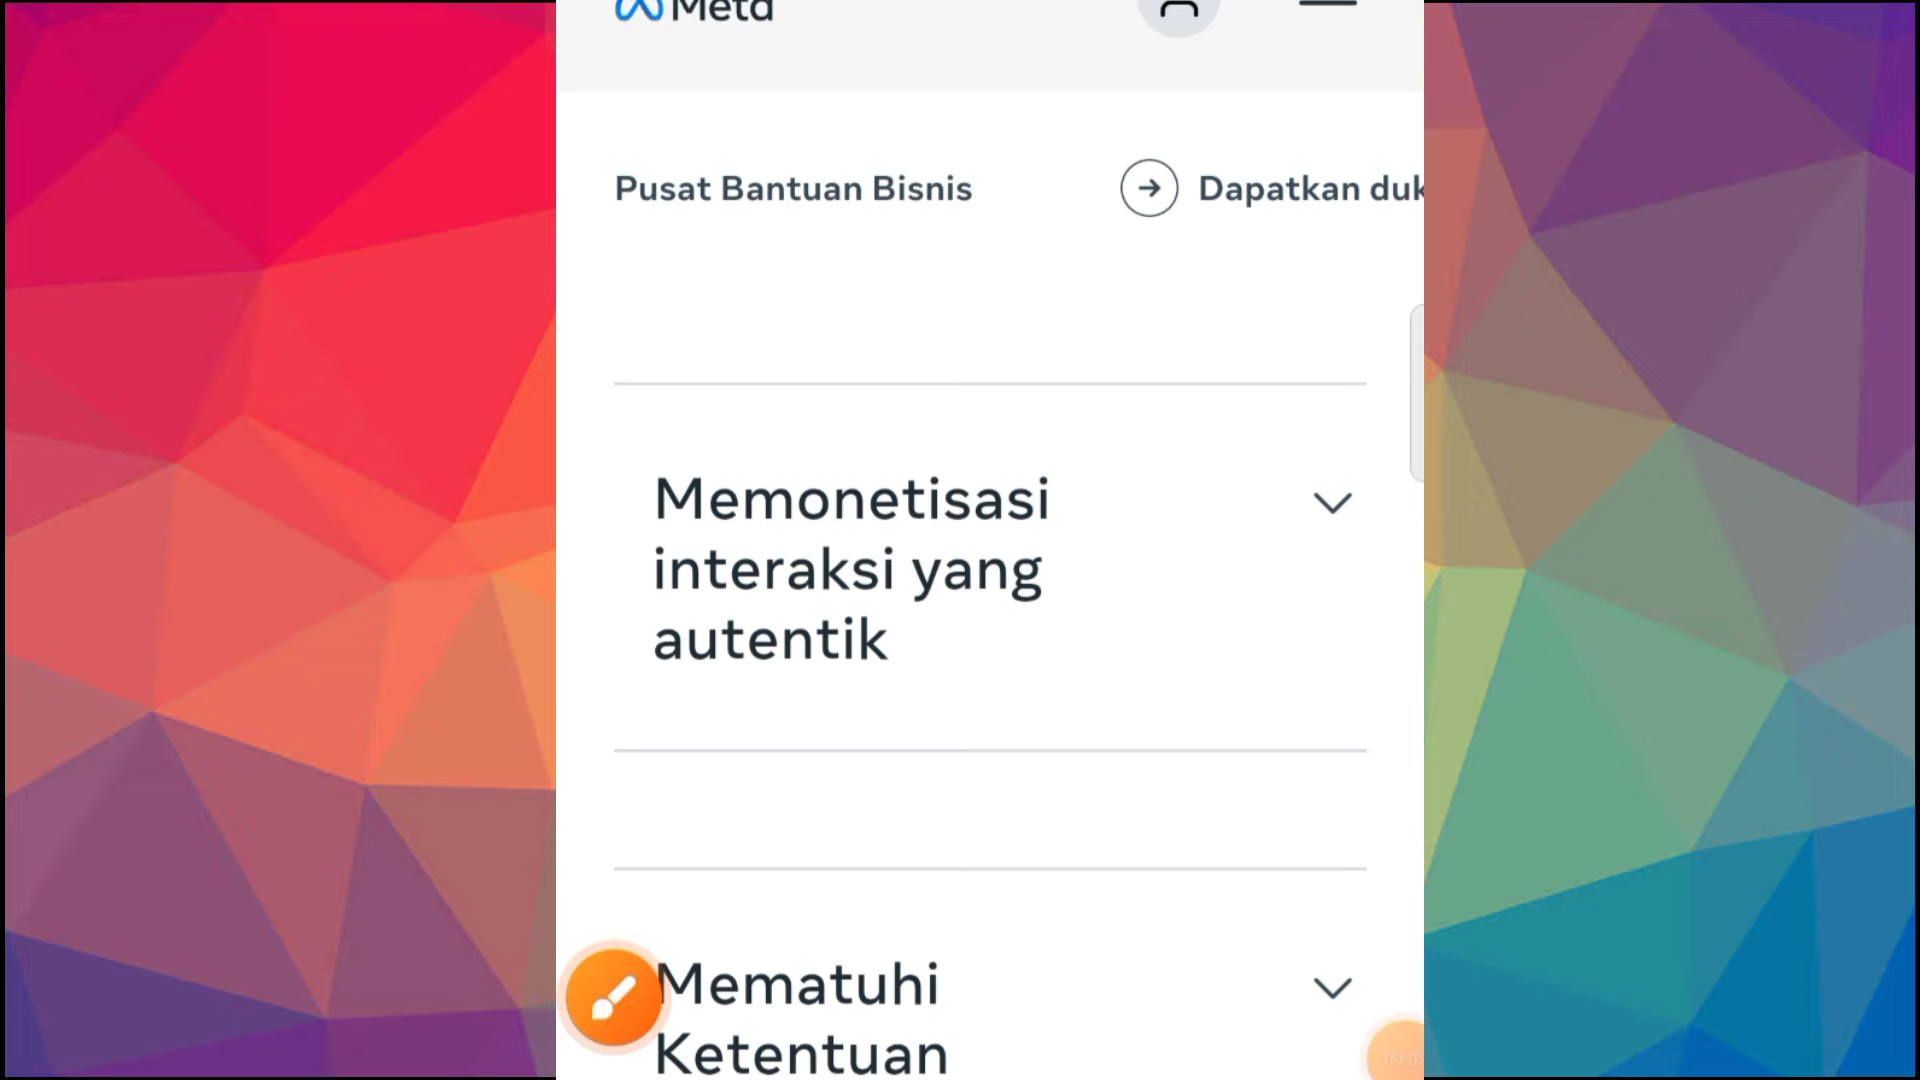 Meta
Pusat Bantuan Bisnis
Dapatkan duk
Memonetisasi
interaksi yang
autentik
Mematuhi
Ketentuan